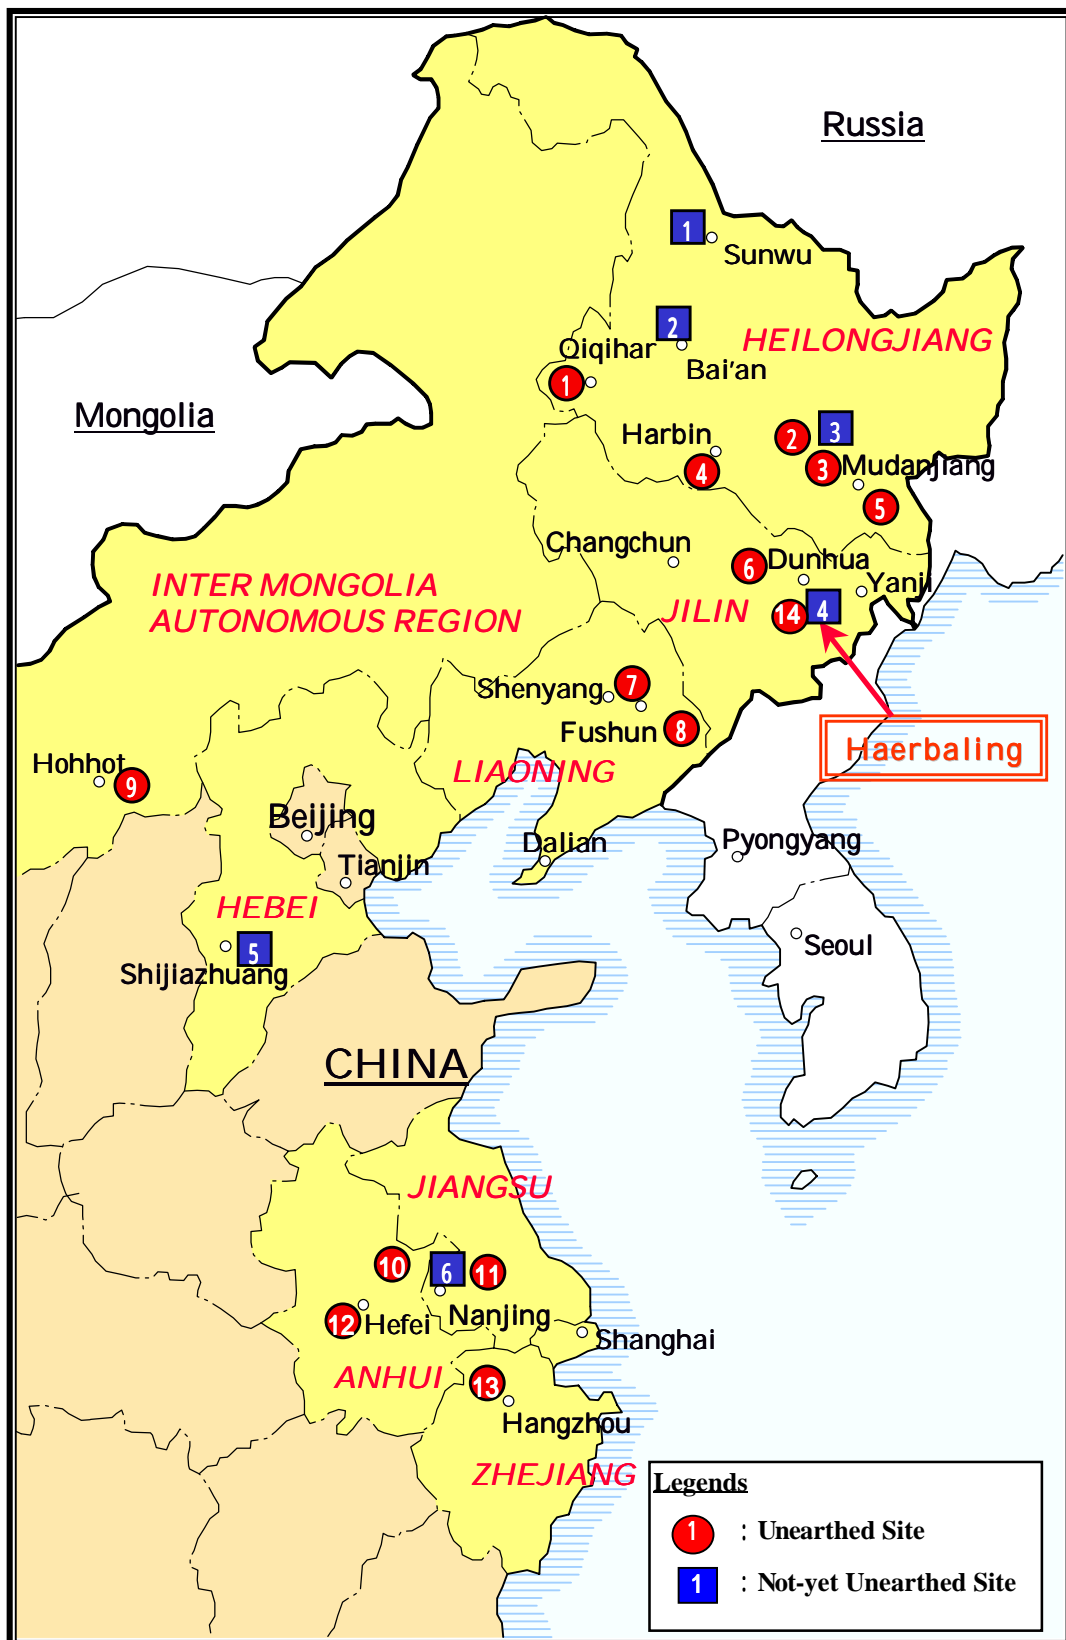 Russia
1
Sunwu
2
HEILONGJIANG
Qiqihar
Bai'an
1
Mongolia
2
3
Harbin
3
Mudanjiang
4
5
Changchun
6
Dunhua
Yanji
INTER MONGOLIA
AUTONOMOUS REGION
JILIN
14
4
Shenyang
7
Fushun
8
Haerbaling
Hohhot
9
LIAONING
Beijing
Dalian
Pyongyang
Tianjin
HEBEI
5
Seoul
Shijiazhuang
CHINA
JIANGSU
10
6
11
12
Hefei
Nanjing
Shanghai
ANHUI
13
Hangzhou
ZHEJIANG
Legends
1 : Unearthed Site
1 : Not-yet Unearthed Site